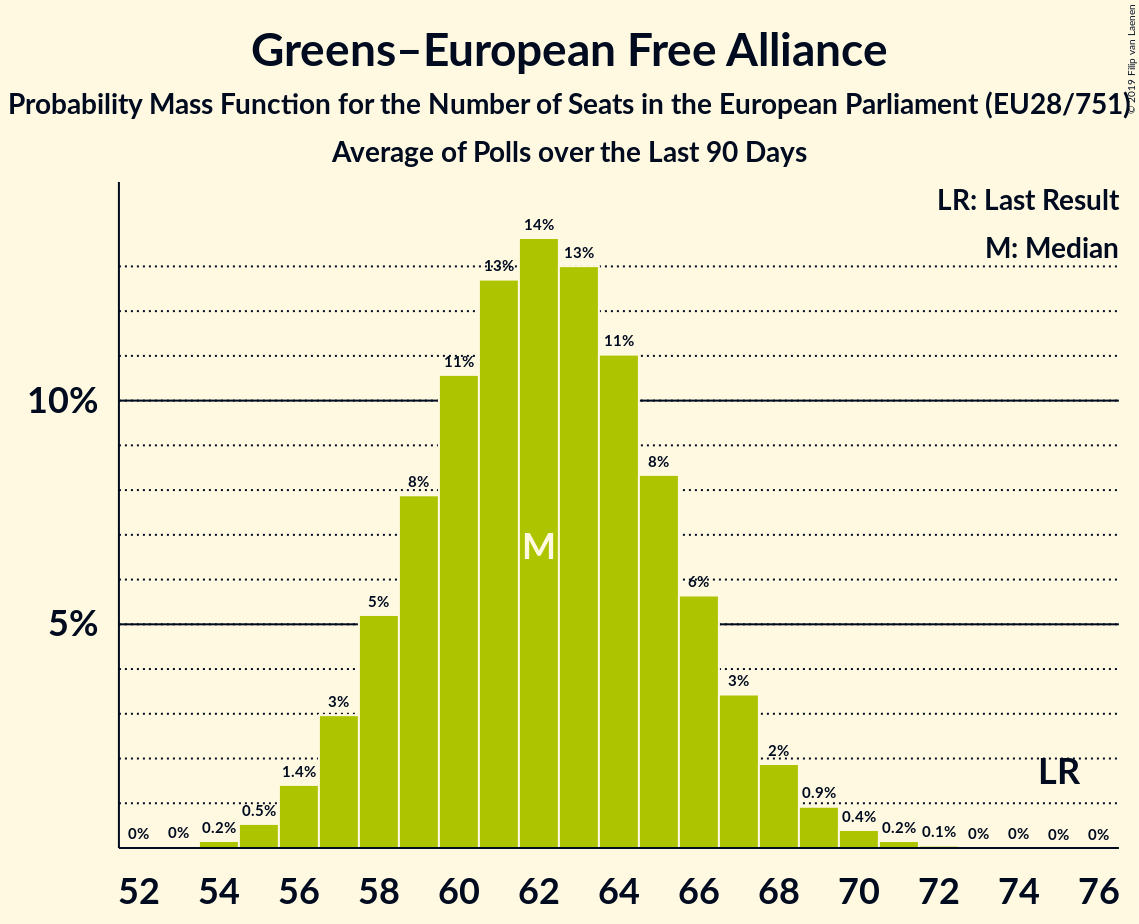 Greens–European Free Alliance
Probability Mass Function for the Number of Seats in the European Parliament (EU28/751)
Average of Polls over the Last 90 Days
© 2019 Filip van Laenen
LR: Last Result
M: Median
14%
13% 13%
11% 11%
10%
8% 8%
M
6%
5% 5%
3% 3%
2%
LR
1.4% 0.9%
0.5% 0.4%
0% 0% 0.2% 0.2% 0.1% 0% 0% 0% 0%
52 54 56 58 60 62 64 66 68 70 72 74 76